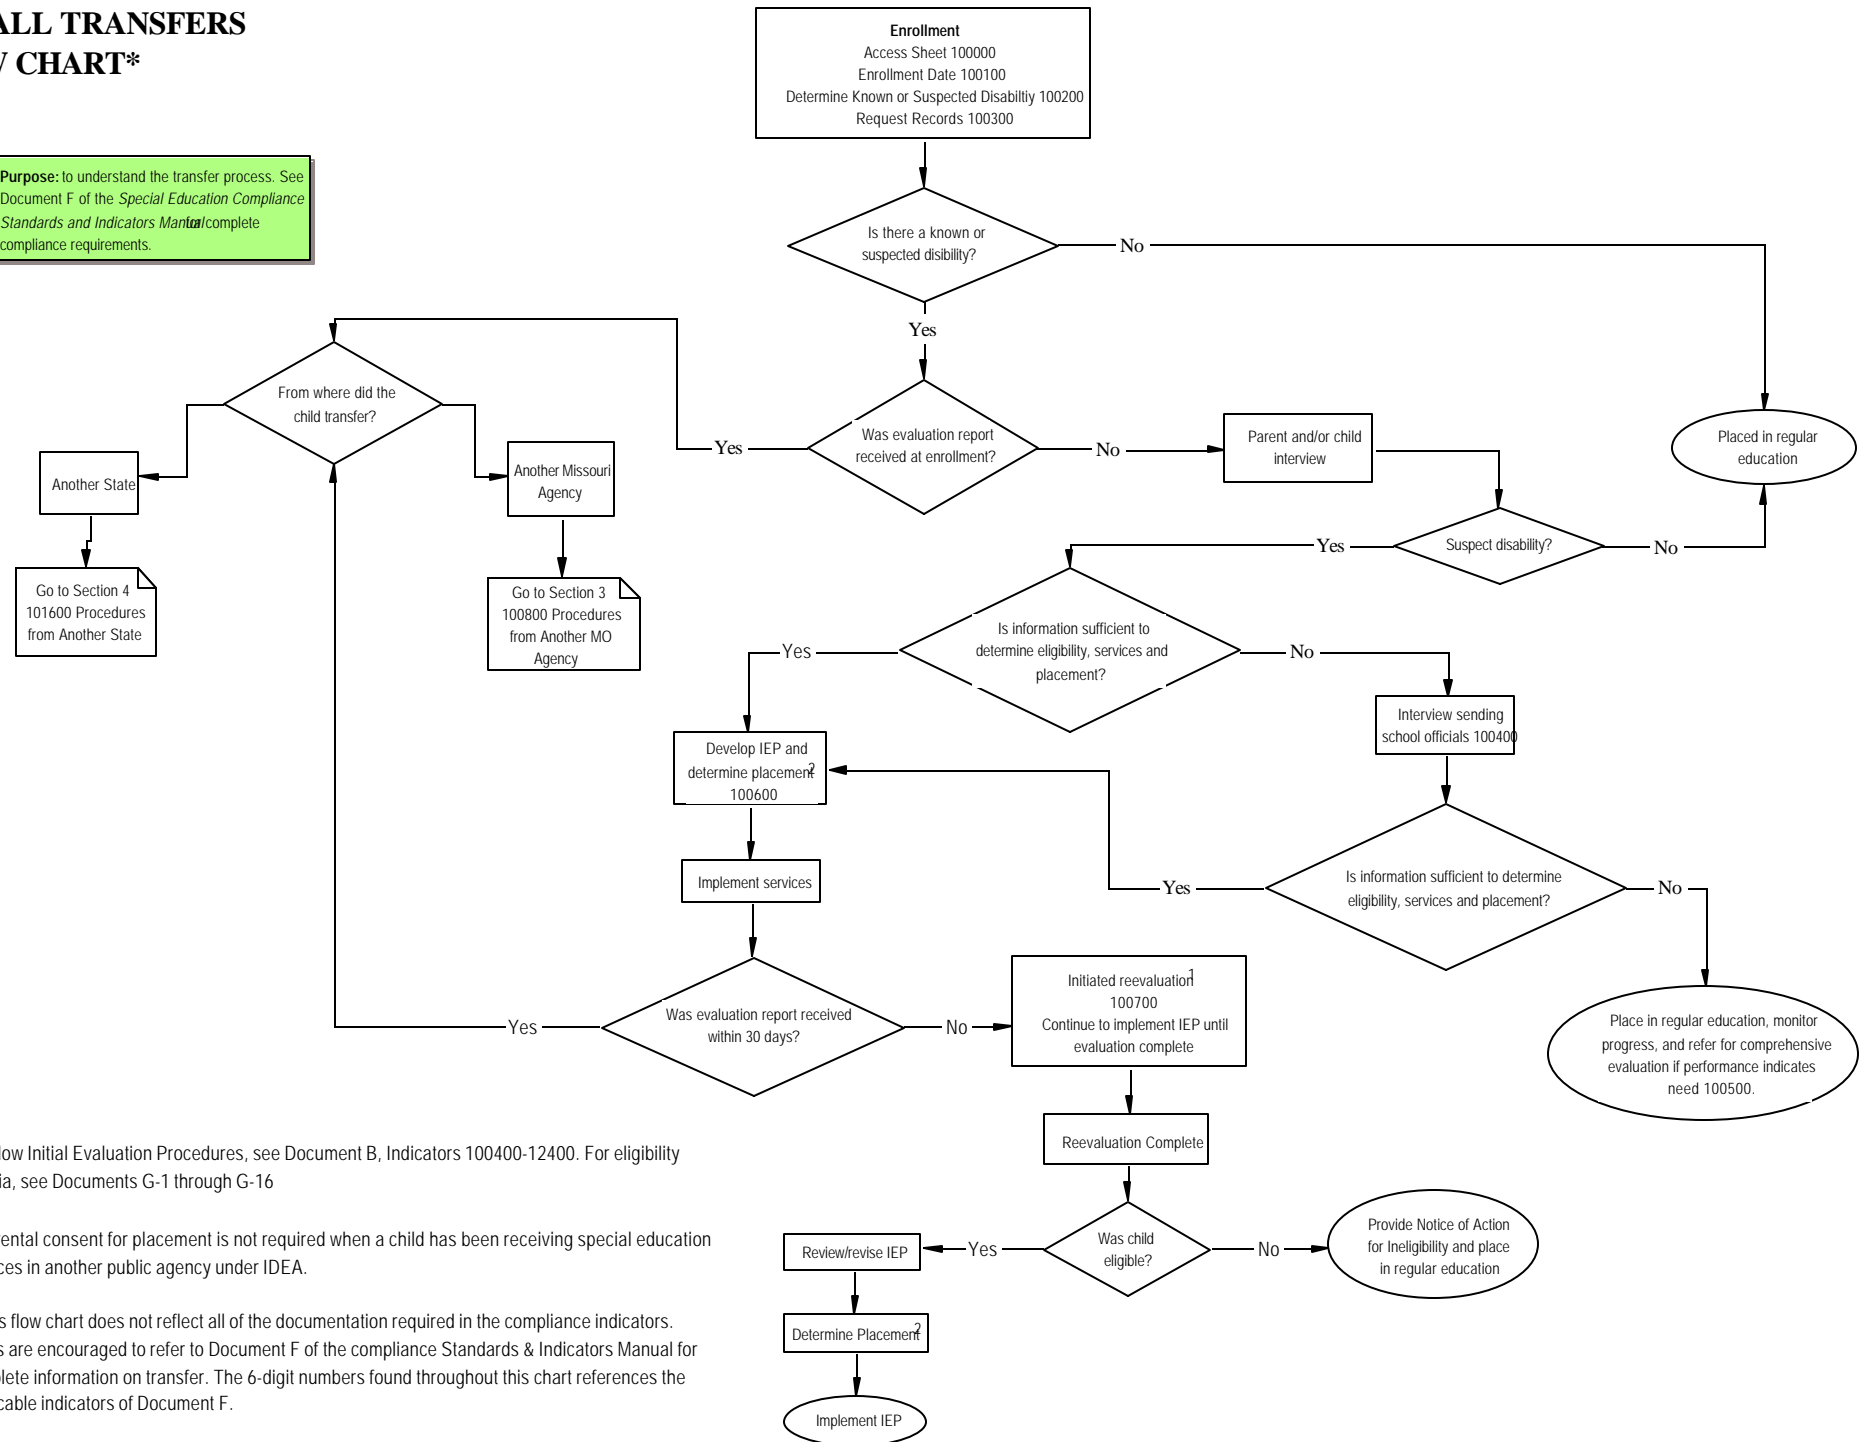 ALL TRANSFERS
CHART*
Purpose: to understand the transfer process. See
Document F of the Special Education Compliance
Standards and Indicators Manual for complete
compliance requirements.
Enrollment
Access Sheet 100000
Enrollment Date 100100
Determine Known or Suspected Disabiltiy 100200
Request Records 100300
Is there a known or
suspected disibility?
No
Yes
From where did the
child transfer?
Yes
Was evaluation report
received at enrollment?
No
Parent and/or child
interview
Placed in regular
education
Another State
Another Missouri
Agency
Yes
Suspect disability?
No
Go to Section 4
101600 Procedures
from Another State
Go to Section 3
100800 Procedures
from Another MO
Agency
Yes
Is information sufficient to
determine eligibility, services and
placement?
No
Interview sending
school officials 100400
Develop IEP and
determine placement2
100600
Implement services
Yes
Is information sufficient to determine
eligibility, services and placement?
No
Yes
Was evaluation report received
within 30 days?
No
Initiated reevaluation1
100700
Continue to implement IEP until
evaluation complete
Place in regular education, monitor
progress, and refer for comprehensive
evaluation if performance indicates
need 100500.
Reevaluation Complete
Review/revise IEP
Yes
Was child
eligible?
No
Provide Notice of Action
for Ineligibility and place
in regular education
Determine Placement2
Implement IEP
low Initial Evaluation Procedures, see Document B, Indicators 100400-12400. For eligibility
ia, see Documents G-1 through G-16
rental consent for placement is not required when a child has been receiving special education
ces in another public agency under IDEA.
s flow chart does not reflect all of the documentation required in the compliance indicators.
s are encouraged to refer to Document F of the compliance Standards & Indicators Manual for
plete information on transfer. The 6-digit numbers found throughout this chart references the
cable indicators of Document F.